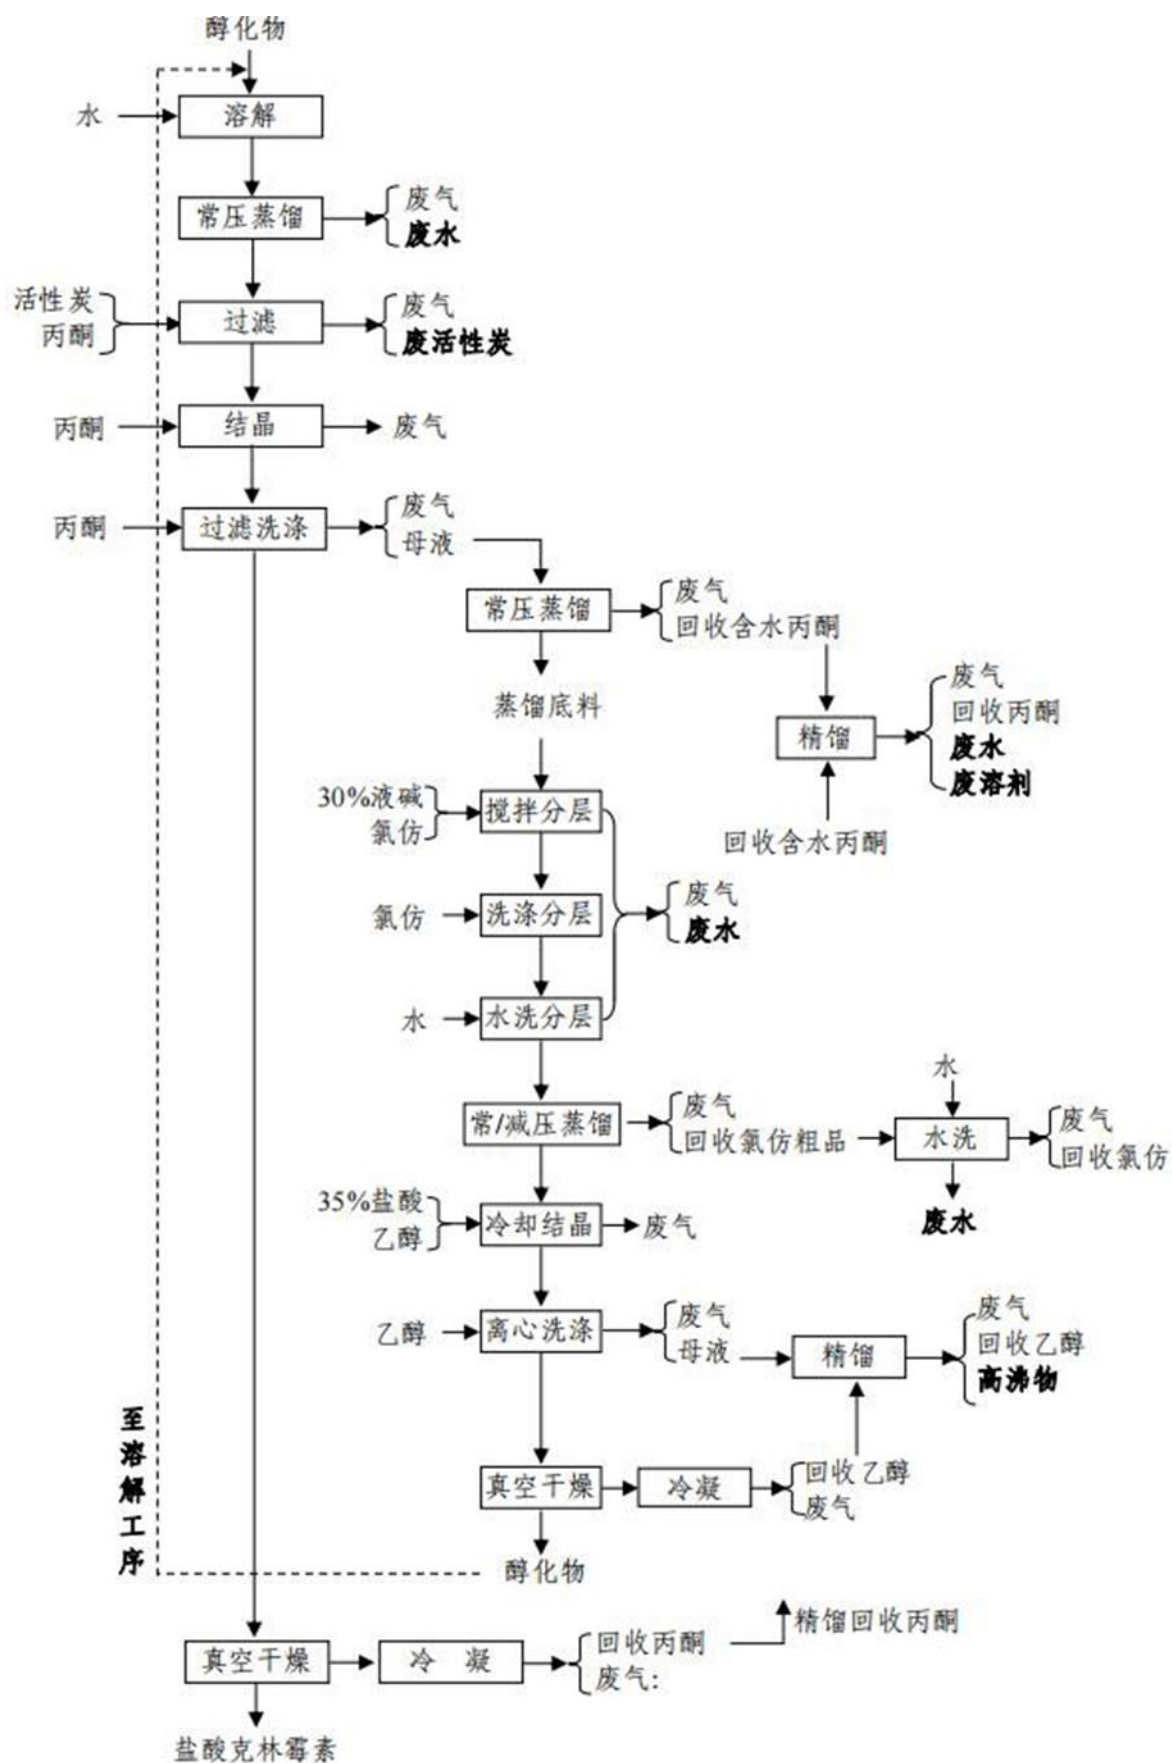 醇化物
水
溶解
常压蒸馏
废气
废水
活性炭
丙酮
过滤
废气
废活性炭
丙酮
结晶
废气
丙酮
过滤洗涤
废气
母液
常压蒸馏
废气
回收含水丙酮
蒸馏底料
精馏
废气
回收丙酮
废水
废溶剂
回收含水丙酮
30%液碱
氯仿
搅拌分层
氯仿
洗涤分层
废气
废水
水
水洗分层
常/减压蒸馏
废气
回收氯仿粗品
水
水洗
废气
回收氯仿
废水
35%盐酸
乙醇
冷却结晶
废气
乙醇
离心洗涤
废气
母液
精馏
废气
回收乙醇
高沸物
真空干燥
冷凝
回收乙醇
废气
醇化物
至溶解工序
真空干燥
冷 凝
回收丙酮
废气:
精馏回收丙酮
盐酸克林霉素